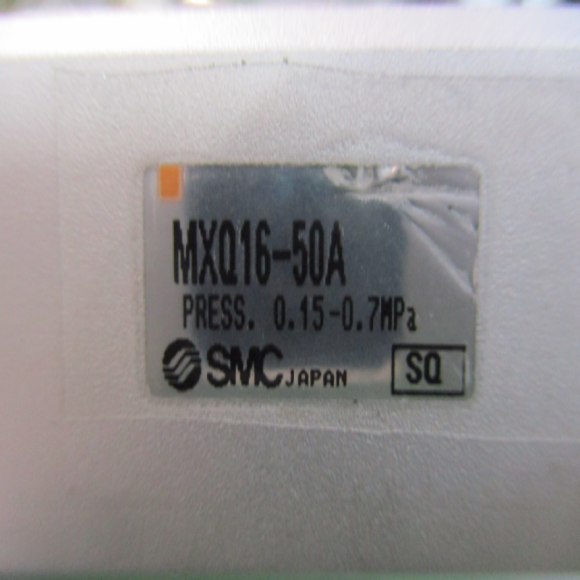 MXQ16-50A
PRESS. 0.15-0.7MPa
SMC JAPAN SQ